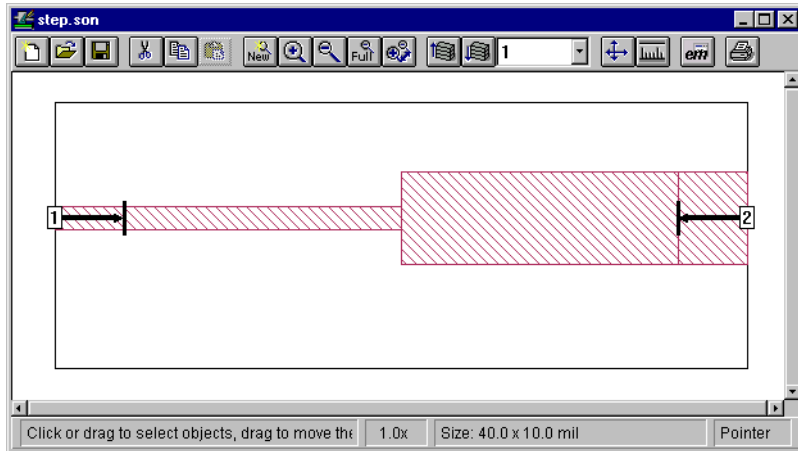 step.son
New Full 1 em
1 2
Click or drag to select objects, drag to move the 1.0x Size: 40.0 x 10.0 mil Pointer